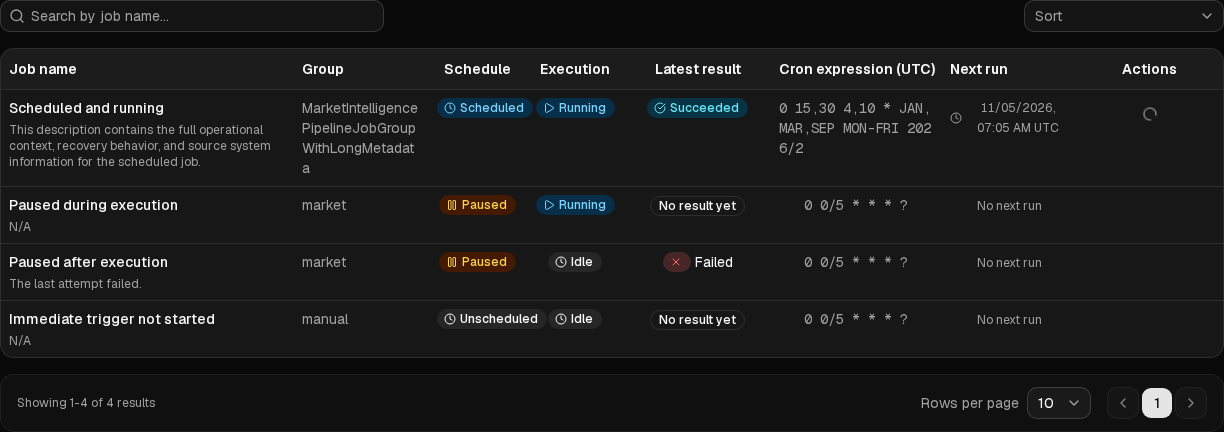 Search by job name...
Sort
Job name Group Schedule Execution Latest result Cron expression (UTC) Next run Actions
Scheduled and running
This description contains the full operational
context, recovery behavior, and source system
information for the scheduled job.
MarketIntelligence
PipelineJobGroup
WithLongMetadat
a
Scheduled
Running
Succeeded
0 15,30 4,10 * JAN,
MAR,SEP MON-FRI 202
6/2
11/05/2026,
07:05 AM UTC
Paused during execution
N/A
market
Paused
Running
No result yet
0 0/5 * * * ?
No next run
Paused after execution
The last attempt failed.
market
Paused
Idle
Failed
0 0/5 * * * ?
No next run
Immediate trigger not started
N/A
manual
Unscheduled
Idle
No result yet
0 0/5 * * * ?
No next run
Showing 1-4 of 4 results
Rows per page
10
1